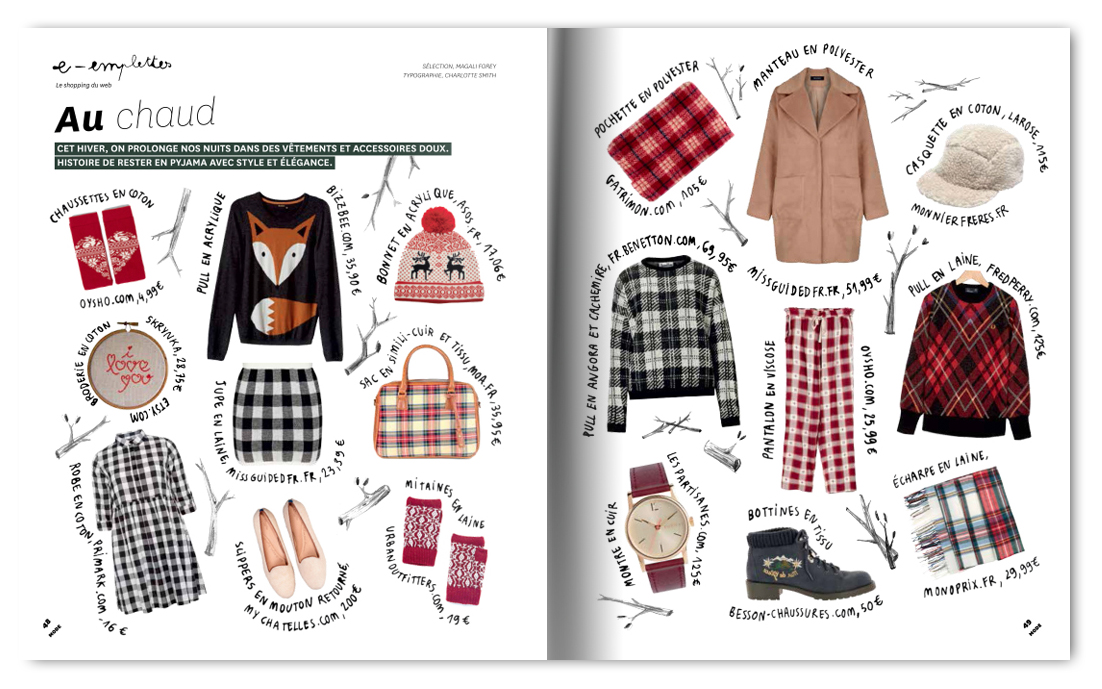 e-emplettes
Le shopping du web
SÉLECTION, MAGALI FOREY
TYPOGRAPHIE, CHARLOTTE SMITH
Au chaud
CET HIVER, ON PROLONGE NOS NUITS DANS DES VÊTEMENTS ET ACCESSOIRES DOUX.
HISTOIRE DE RESTER EN PYJAMA AVEC STYLE ET ÉLÉGANCE.
CHAUSSETTES EN COTON
OYSHO.COM, 4,99€
PULL EN ACRYLIQUE
BIZZBEE.COM, 35,90€
BONNET EN ACRYLIQUE, ASOS.FR, 17,06€
BRODERIE EN COTON
SKRYNKA, 28,75€
ETSY.COM
i love you
JUPE EN LAINE, MISSGUIDEDFR.FR, 23,39 €
SAC EN SIMILI-CUIR ET TISSU, MOA.FR, 35,95€
ROBE EN COTON, PRIMARK.COM, 16 €
SLIPPERS EN MOUTON RETOURNÉ,
MY CHATELLES.COM, 200€
MITAINES EN LAINE
URBANOUTFITTERS.COM, 19€
48
MODE
POCHETTE EN POLYESTER
GATRIMON.COM, 105€
MANTEAU EN POLYESTER
MISSGUIDEDFR.FR, 51,99€
CASQUETTE EN COTON, LAROSE, 115€
MONNIERFRERES.FR
PULL EN ANGORA ET CACHEMIRE, FR.BENETTON.COM, 69,95€
PANTALON EN VISCOSE
OYSHO.COM, 25,99€
PULL EN LAINE, FREDPERRY.COM, 125€
MONTRE EN CUIR
LES PARTISANES.COM, 125€
BOTTINES EN TISSU
BESSON-CHAUSSURES.COM, 50€
ÉCHARPE EN LAINE,
MONOPRIX.FR, 29,99€
49
MODE